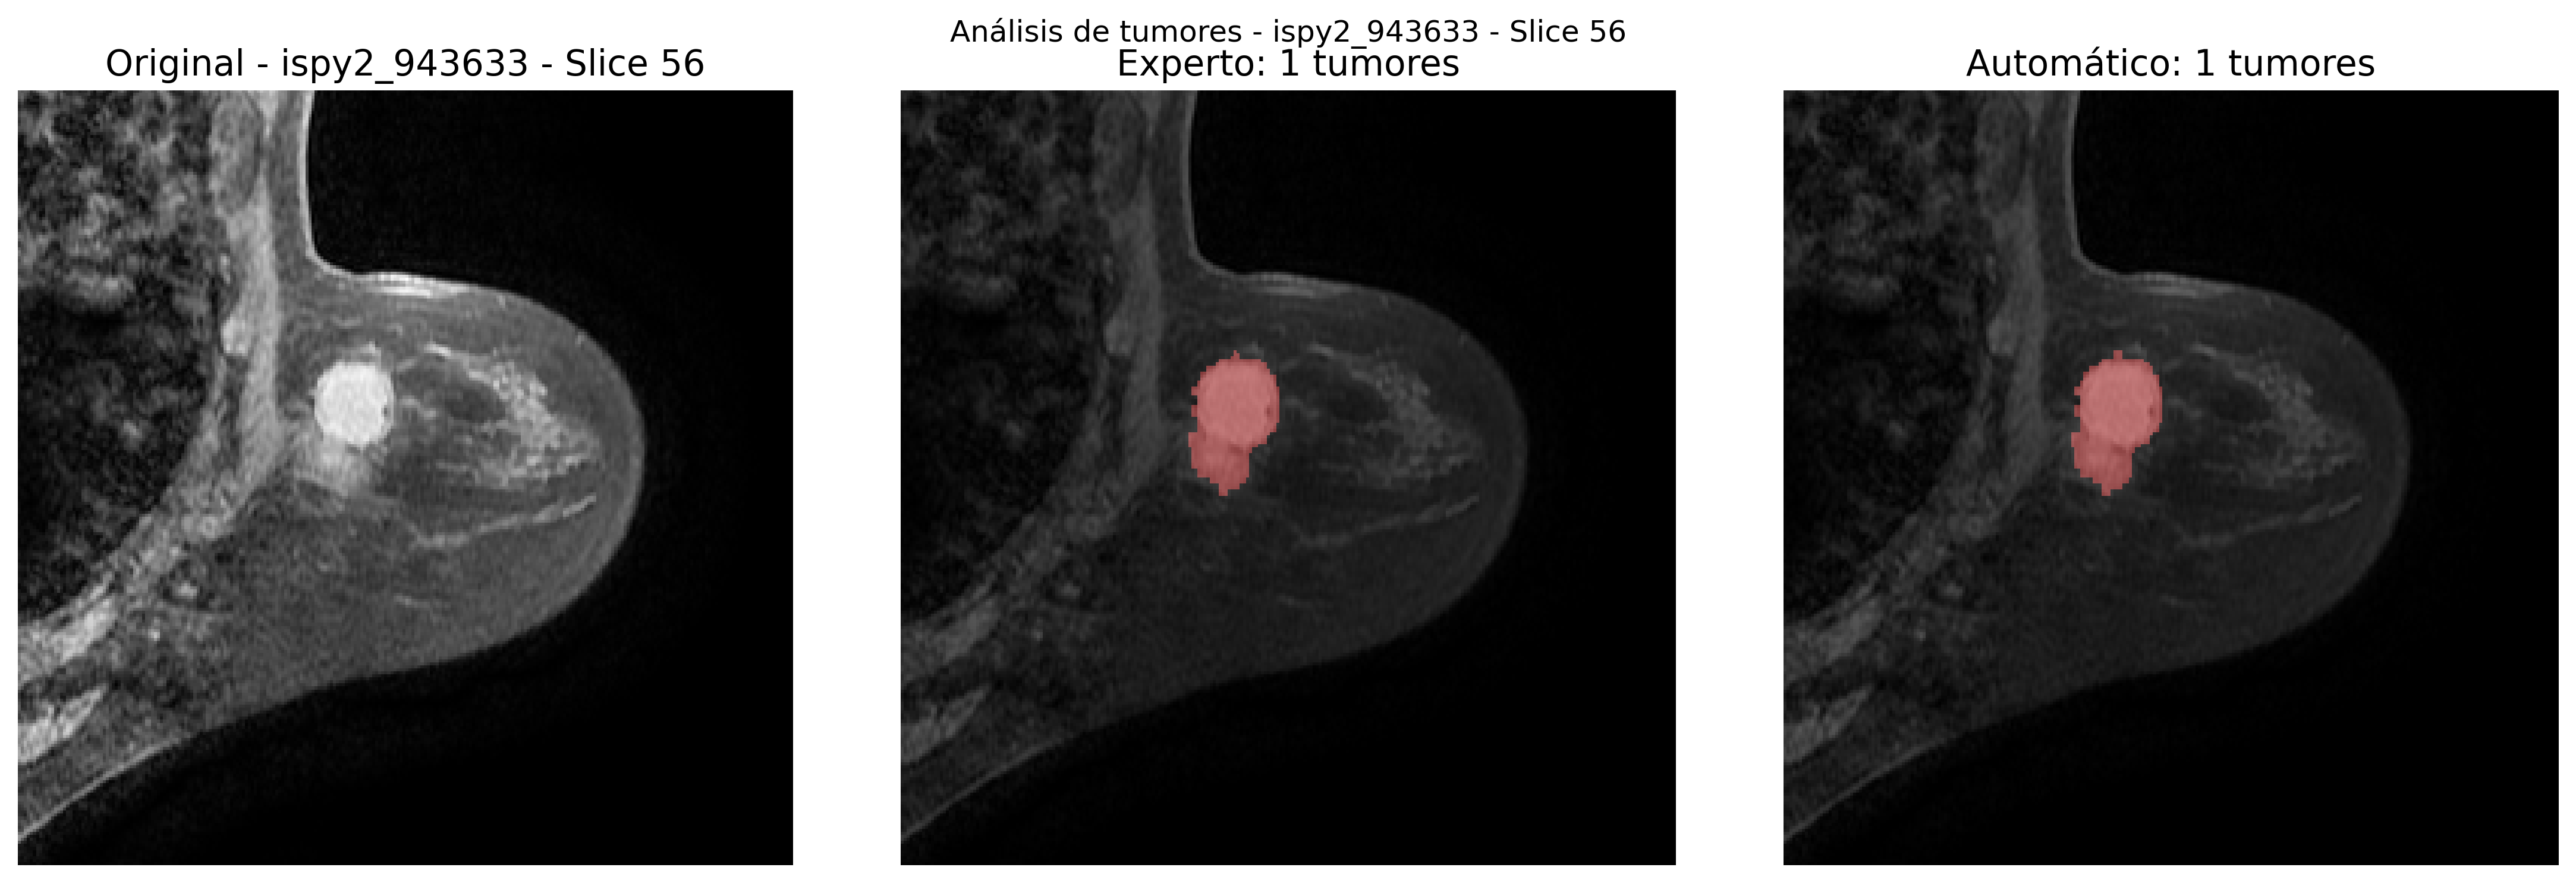 Análisis de tumores - ispy2_943633 - Slice 56
Original - ispy2_943633 - Slice 56
Experto: 1 tumores
Automático: 1 tumores